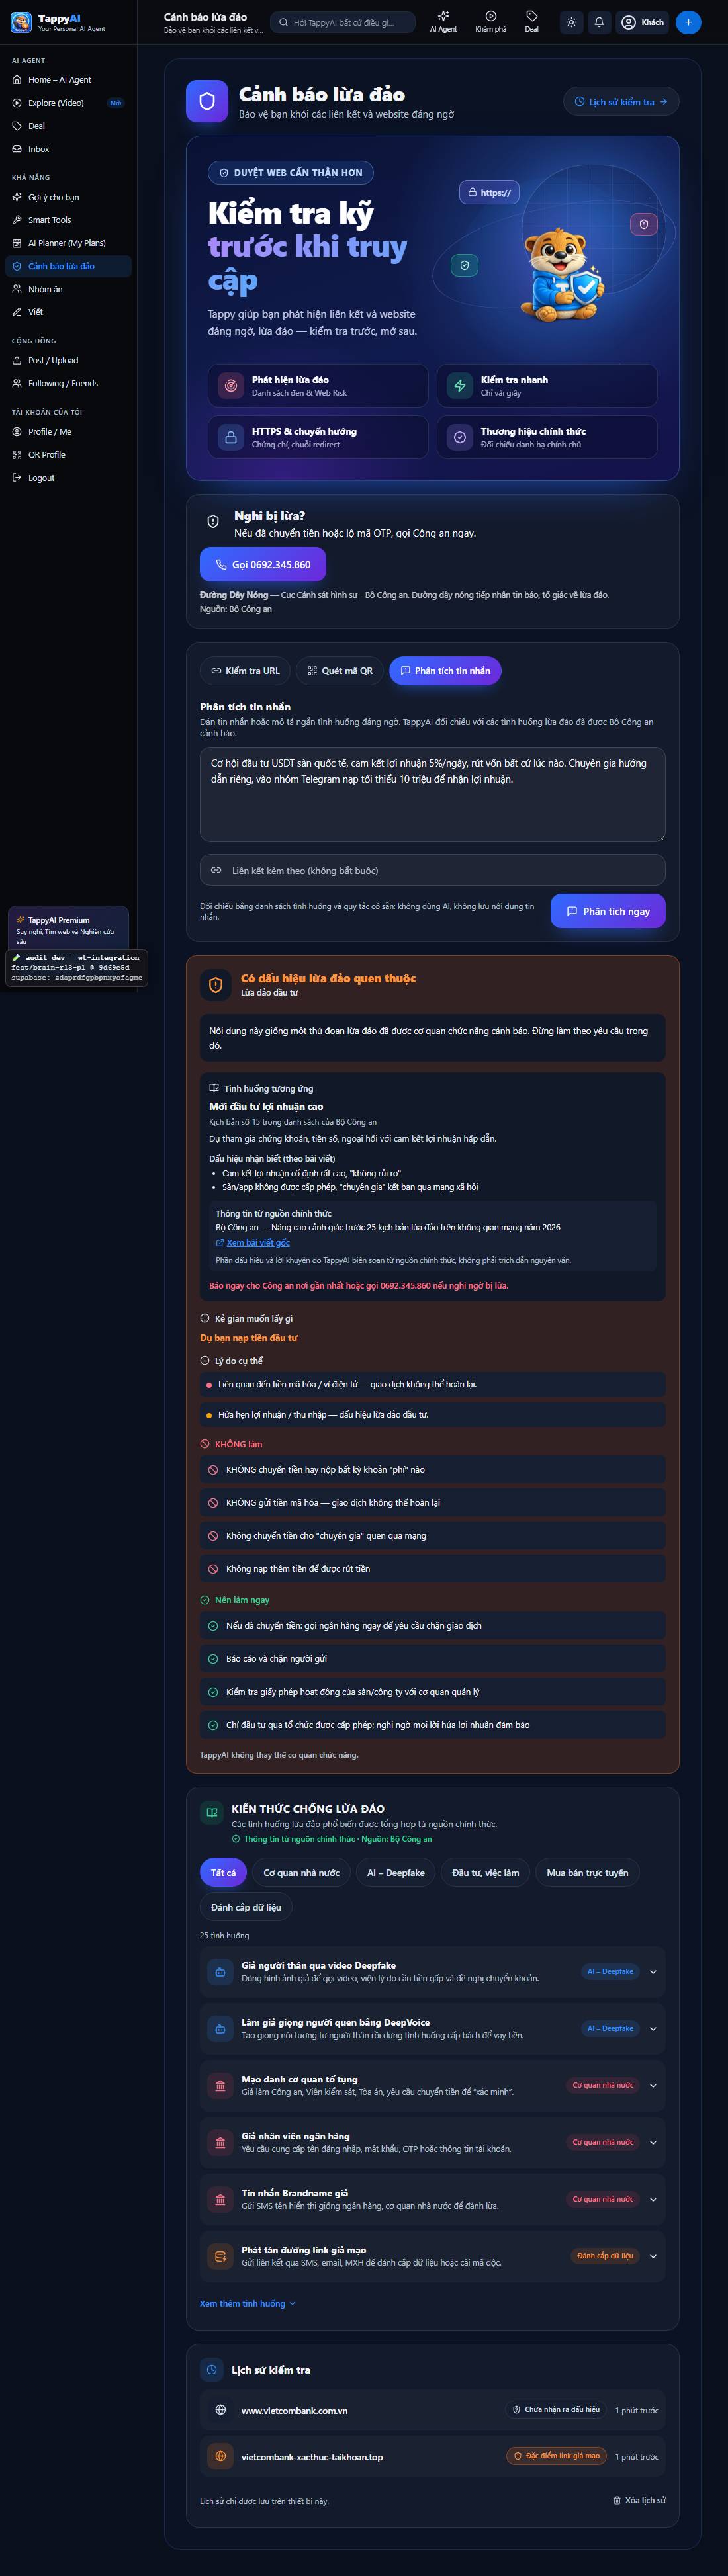 TappyAI
Your Personal AI Agent
Cảnh báo lừa đảo
Bảo vệ bạn khỏi các liên kết v...
Hỏi TappyAI bất cứ điều gì...
AI Agent
Khám phá
Deal
Khách
AI AGENT
Home – AI Agent
Explore (Video)
Mới
Deal
Inbox
KHẢ NĂNG
Gợi ý cho bạn
Smart Tools
AI Planner (My Plans)
Cảnh báo lừa đảo
Nhóm ăn
Viết
CỘNG ĐỒNG
Post / Upload
Following / Friends
TÀI KHOẢN CỦA TÔI
Profile / Me
QR Profile
Logout
TappyAI Premium
Suy nghĩ, Tìm web và Nghiên cứu
sâu
audit dev · wt-integration
feat/brain-r13-p1 @ 9d69e5d
supabase: zdaprdfgpbpnxyofagmc
Cảnh báo lừa đảo
Bảo vệ bạn khỏi các liên kết và website đáng ngờ
Lịch sử kiểm tra
DUYỆT WEB CẨN THẬN HƠN
Kiểm tra kỹ
trước khi truy
cập
Tappy giúp bạn phát hiện liên kết và website
đáng ngờ, lừa đảo — kiểm tra trước, mở sau.
https://
Phát hiện lừa đảo
Danh sách đen & Web Risk
Kiểm tra nhanh
Chỉ vài giây
HTTPS & chuyển hướng
Chứng chỉ, chuỗi redirect
Thương hiệu chính thức
Đối chiếu danh bạ chính chủ
Nghi bị lừa?
Nếu đã chuyển tiền hoặc lộ mã OTP, gọi Công an ngay.
Gọi 0692.345.860
Đường Dây Nóng — Cục Cảnh sát hình sự - Bộ Công an. Đường dây nóng tiếp nhận tin báo, tố giác về lừa đảo.
Nguồn: Bộ Công an
Kiểm tra URL
Quét mã QR
Phân tích tin nhắn
Phân tích tin nhắn
Dán tin nhắn hoặc mô tả ngắn tình huống đáng ngờ. TappyAI đối chiếu với các tình huống lừa đảo đã được Bộ Công an
cảnh báo.
Cơ hội đầu tư USDT sàn quốc tế, cam kết lợi nhuận 5%/ngày, rút vốn bất cứ lúc nào. Chuyên gia hướng
dẫn riêng, vào nhóm Telegram nạp tối thiểu 10 triệu để nhận lợi nhuận.
Liên kết kèm theo (không bắt buộc)
Đối chiếu bằng danh sách tình huống và quy tắc có sẵn: không dùng AI, không lưu nội dung tin
nhắn.
Phân tích ngay
Có dấu hiệu lừa đảo quen thuộc
Lừa đảo đầu tư
Nội dung này giống một thủ đoạn lừa đảo đã được cơ quan chức năng cảnh báo. Đừng làm theo yêu cầu trong
đó.
Tình huống tương ứng
Mời đầu tư lợi nhuận cao
Kịch bản số 15 trong danh sách của Bộ Công an
Dụ tham gia chứng khoán, tiền số, ngoại hối với cam kết lợi nhuận hấp dẫn.
Dấu hiệu nhận biết (theo bài viết)
• Cam kết lợi nhuận cố định rất cao, "không rủi ro"
• Sàn/app không được cấp phép, "chuyên gia" kết bạn qua mạng xã hội
Thông tin từ nguồn chính thức
Bộ Công an — Nâng cao cảnh giác trước 25 kịch bản lừa đảo trên không gian mạng năm 2026
Xem bài viết gốc
Phần dấu hiệu và lời khuyên do TappyAI biên soạn từ nguồn chính thức, không phải trích dẫn nguyên văn.
Báo ngay cho Công an nơi gần nhất hoặc gọi 0692.345.860 nếu nghi ngờ bị lừa.
Kẻ gian muốn lấy gì
Dụ bạn nạp tiền đầu tư
Lý do cụ thể
Liên quan đến tiền mã hóa / ví điện tử — giao dịch không thể hoàn lại.
Hứa hẹn lợi nhuận / thu nhập — dấu hiệu lừa đảo đầu tư.
KHÔNG làm
KHÔNG chuyển tiền hay nộp bất kỳ khoản "phí" nào
KHÔNG gửi tiền mã hóa — giao dịch không thể hoàn lại
Không chuyển tiền cho "chuyên gia" quen qua mạng
Không nạp thêm tiền để được rút tiền
Nên làm ngay
Nếu đã chuyển tiền: gọi ngân hàng ngay để yêu cầu chặn giao dịch
Báo cáo và chặn người gửi
Kiểm tra giấy phép hoạt động của sàn/công ty với cơ quan quản lý
Chỉ đầu tư qua tổ chức được cấp phép; nghi ngờ mọi lời hứa lợi nhuận đảm bảo
TappyAI không thay thế cơ quan chức năng.
KIẾN THỨC CHỐNG LỪA ĐẢO
Các tình huống lừa đảo phổ biến được tổng hợp từ nguồn chính thức.
Thông tin từ nguồn chính thức · Nguồn: Bộ Công an
Tất cả
Cơ quan nhà nước
AI – Deepfake
Đầu tư, việc làm
Mua bán trực tuyến
Đánh cắp dữ liệu
25 tình huống
Giả người thân qua video Deepfake
Dùng hình ảnh giả để gọi video, viện lý do cần tiền gấp và đề nghị chuyển khoản.
AI – Deepfake
Làm giả giọng người quen bằng DeepVoice
Tạo giọng nói tương tự người thân rồi dựng tình huống cấp bách để vay tiền.
AI – Deepfake
Mạo danh cơ quan tố tụng
Giả làm Công an, Viện kiểm sát, Tòa án, yêu cầu chuyển tiền để "xác minh".
Cơ quan nhà nước
Giả nhân viên ngân hàng
Yêu cầu cung cấp tên đăng nhập, mật khẩu, OTP hoặc thông tin tài khoản.
Cơ quan nhà nước
Tin nhắn Brandname giả
Gửi SMS tên hiển thị giống ngân hàng, cơ quan nhà nước để đánh lừa.
Cơ quan nhà nước
Phát tán đường link giả mạo
Gửi liên kết qua SMS, email, MXH để đánh cắp dữ liệu hoặc cài mã độc.
Đánh cắp dữ liệu
Xem thêm tình huống
Lịch sử kiểm tra
www.vietcombank.com.vn
Chưa nhận ra dấu hiệu
1 phút trước
vietcombank-xacthuc-taikhoan.top
Đặc điểm link giả mạo
1 phút trước
Lịch sử chỉ được lưu trên thiết bị này.
Xóa lịch sử